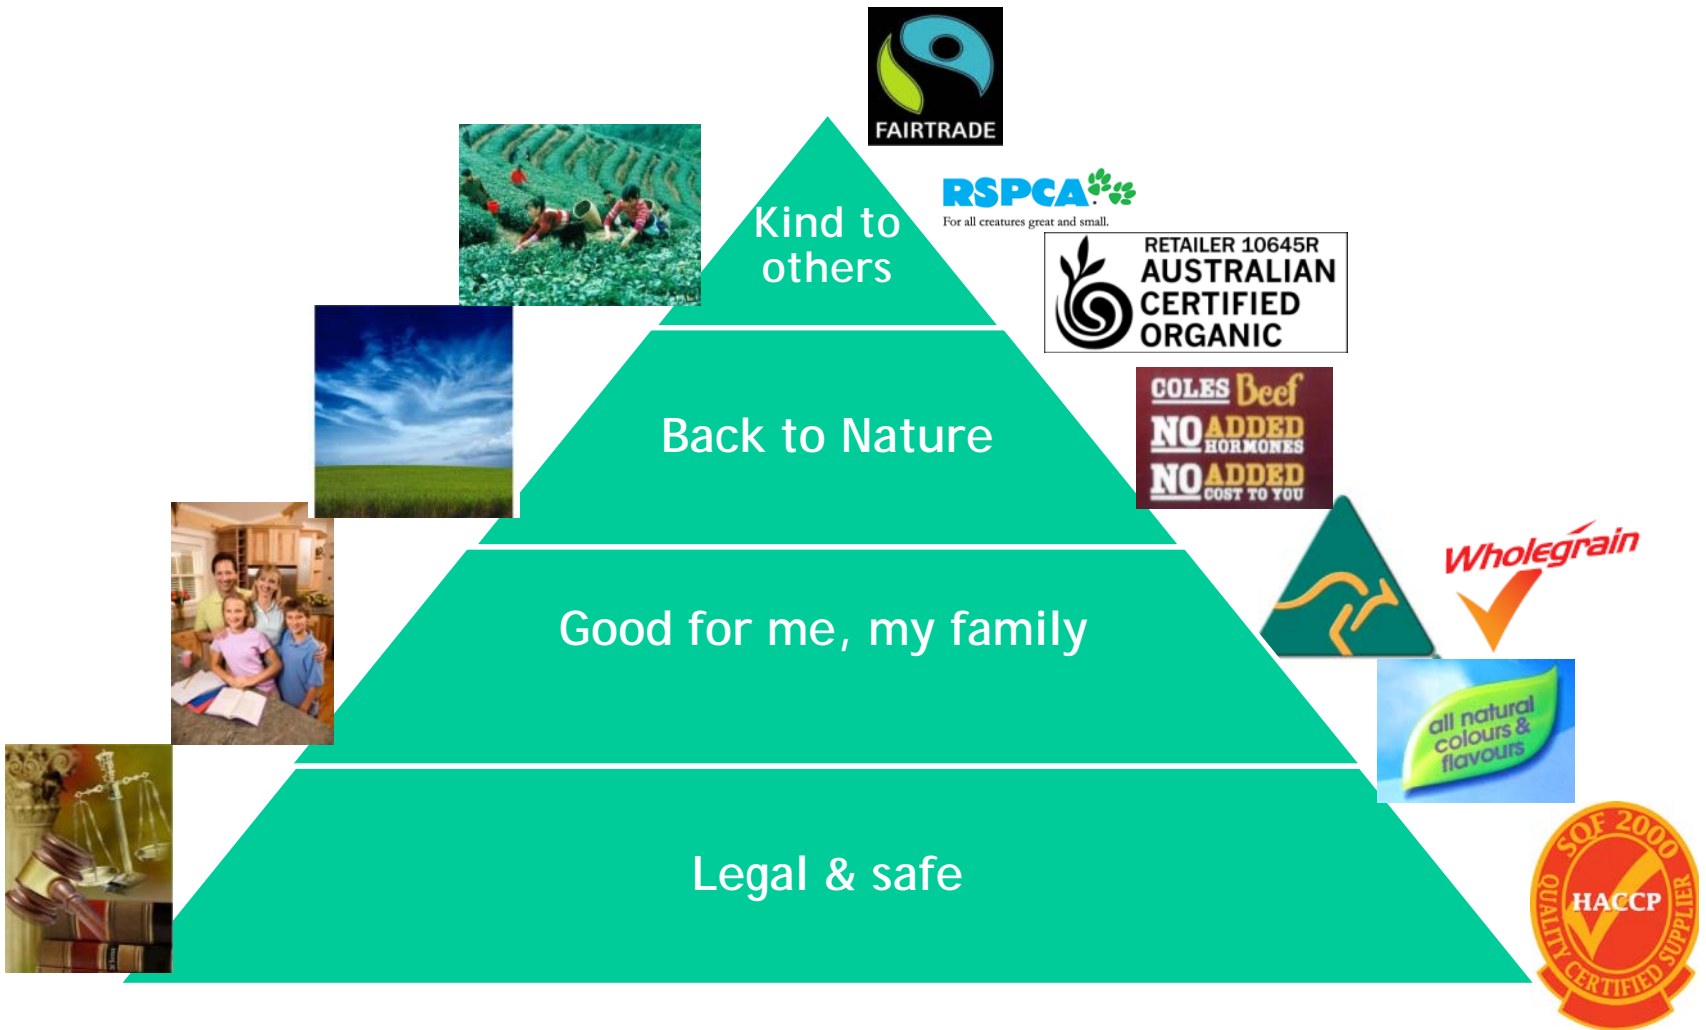 FAIRTRADE
RSPCA
For all creatures great and small.
Kind to
others
RETAILER 10645R
AUSTRALIAN
CERTIFIED
ORGANIC
COLES Beef
NO ADDED
HORMONES
NO ADDED
COST TO YOU
Back to Nature
Wholegrain
Good for me, my family
all natural
colours &
flavours
Legal & safe
SQF 2000
HACCP
QUALITY CERTIFIED SUPPLIER